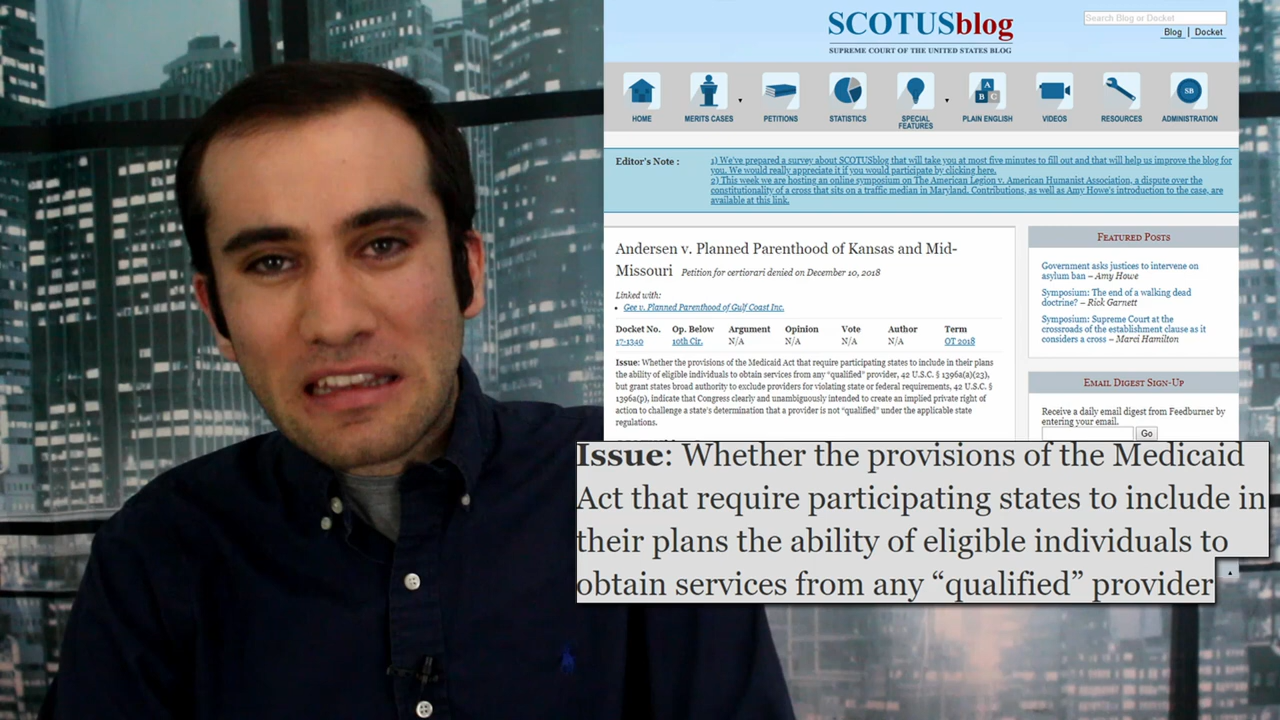 SCOTUSblog
SUPREME COURT OF THE UNITED STATES BLOG
Search Blog or Docket
Blog | Docket
HOME
MERITS CASES
PETITIONS
STATISTICS
SPECIAL
FEATURES
A
B C
PLAIN ENGLISH
VIDEOS
RESOURCES
SB
ADMINISTRATION
Editor's Note :
1) We've prepared a survey about SCOTUSblog that will take you at most five minutes to fill out and that will help us improve the blog for
you. We would really appreciate it if you would participate by clicking here.
2) This week we are hosting an online symposium on The American Legion v. American Humanist Association, a dispute over the
constitutionality of a cross that sits on a traffic median in Maryland. Contributions, as well as Amy Howe's introduction to the case, are
available at this link.
Andersen v. Planned Parenthood of Kansas and Mid-
Missouri Petition for certiorari denied on December 10, 2018
Linked with:
Gee v. Planned Parenthood of Gulf Coast Inc.
Docket No. Op. Below Argument Opinion Vote Author Term
17-1340 10th Cir. N/A N/A N/A N/A OT 2018
Issue: Whether the provisions of the Medicaid Act that require participating states to include in their plans
the ability of eligible individuals to obtain services from any "qualified" provider, 42 U.S.C. § 1396a(a)(23),
but grant states broad authority to exclude providers for violating state or federal requirements, 42 U.S.C. §
1396a(p), indicate that Congress clearly and unambiguously intended to create an implied private right of
action to challenge a state's determination that a provider is not "qualified" under the applicable state
regulations.
FEATURED POSTS
Government asks justices to intervene on
asylum ban – Amy Howe
Symposium: The end of a walking dead
doctrine? – Rick Garnett
Symposium: Supreme Court at the
crossroads of the establishment clause as it
considers a cross – Marci Hamilton
EMAIL DIGEST SIGN-UP
Receive a daily email digest from Feedburner by
entering your email.
Go
Issue: Whether the provisions of the Medicaid
Act that require participating states to include in
their plans the ability of eligible individuals to
obtain services from any “qualified” provider